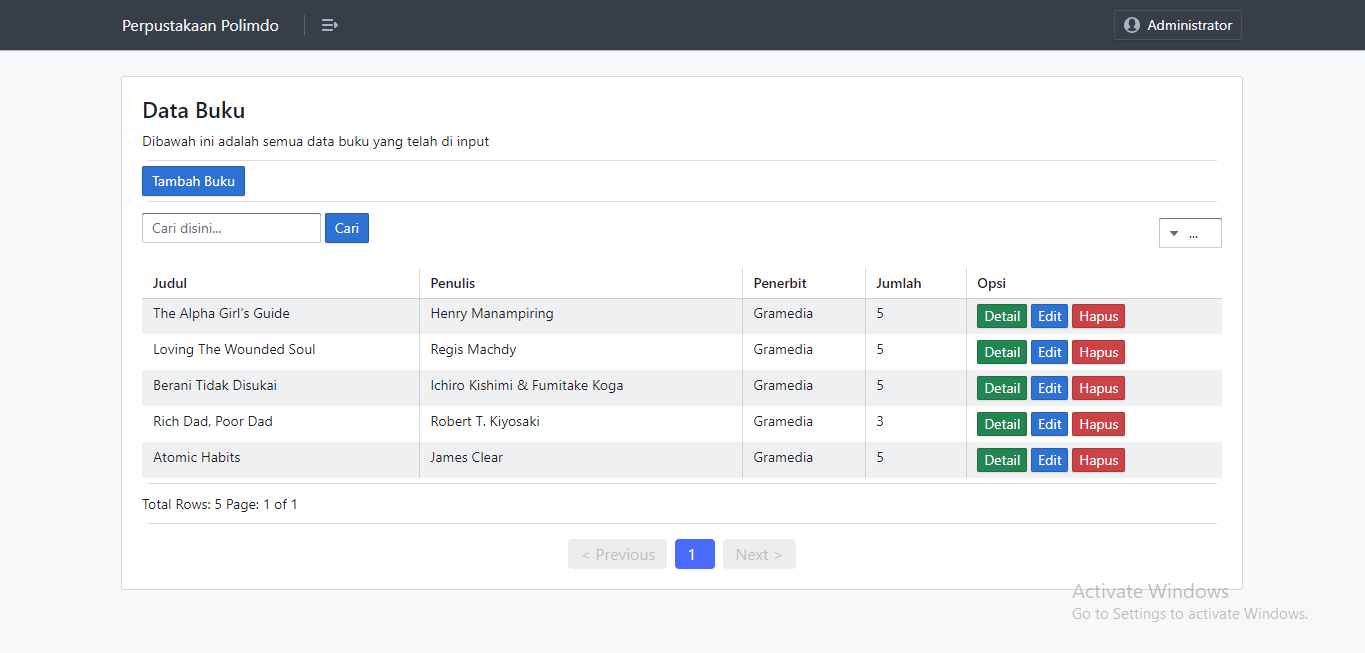 Perpustakaan Polimdo Administrator
Data Buku
Dibawah ini adalah semua data buku yang telah di input
Tambah Buku
Cari disini... Cari ...
Judul Penulis Penerbit Jumlah Opsi
The Alpha Girl's Guide Henry Manampiring Gramedia 5 Detail Edit Hapus
Loving The Wounded Soul Regis Machdy Gramedia 5 Detail Edit Hapus
Berani Tidak Disukai Ichiro Kishimi & Fumitake Koga Gramedia 5 Detail Edit Hapus
Rich Dad, Poor Dad Robert T. Kiyosaki Gramedia 3 Detail Edit Hapus
Atomic Habits James Clear Gramedia 5 Detail Edit Hapus
Total Rows: 5 Page: 1 of 1
< Previous 1 Next >
Activate Windows
Go to Settings to activate Windows.